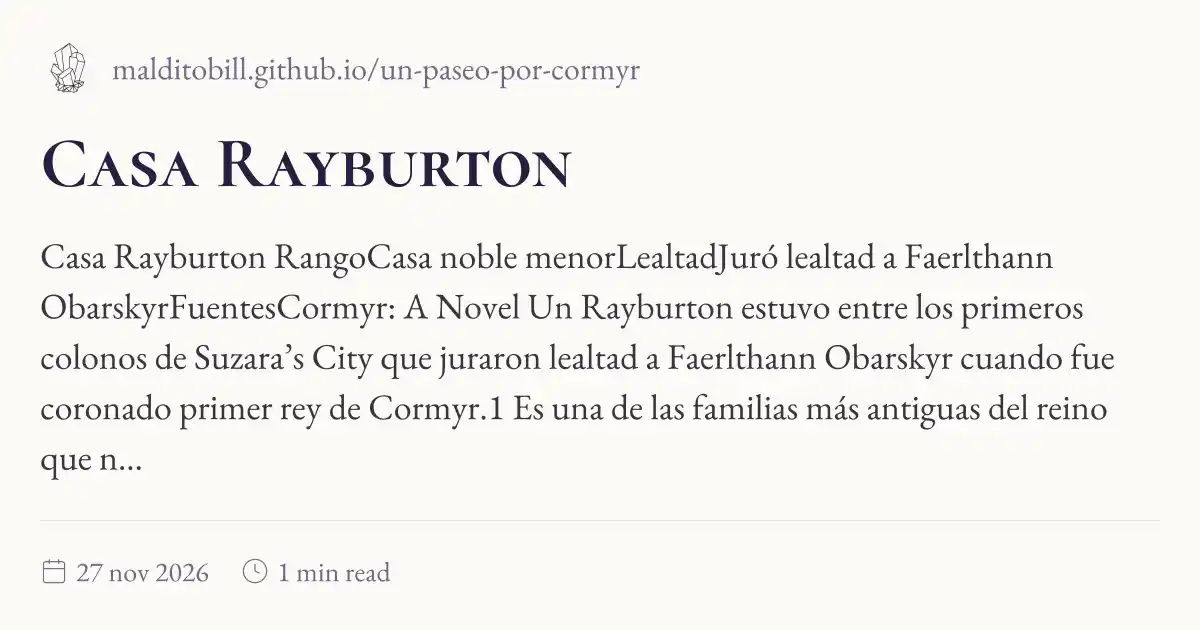 malditobill.github.io/un-paseo-por-cormyr
Casa Rayburton
Casa Rayburton RangoCasa noble menorLealtadJuró lealtad a Faerlthann
ObarskyrFuentesCormyr: A Novel Un Rayburton estuvo entre los primeros
colonos de Suzara’s City que juraron lealtad a Faerlthann Obarskyr cuando fue
coronado primer rey de Cormyr.1 Es una de las familias más antiguas del reino
que n...
27 nov 2026 1 min read